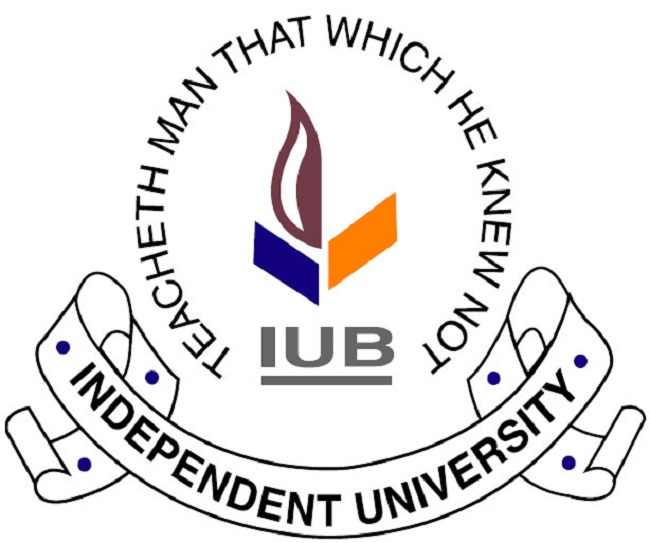 TEACHETH MAN THAT WHICH HE KNEW NOT
IUB
INDEPENDENT UNIVERSITY